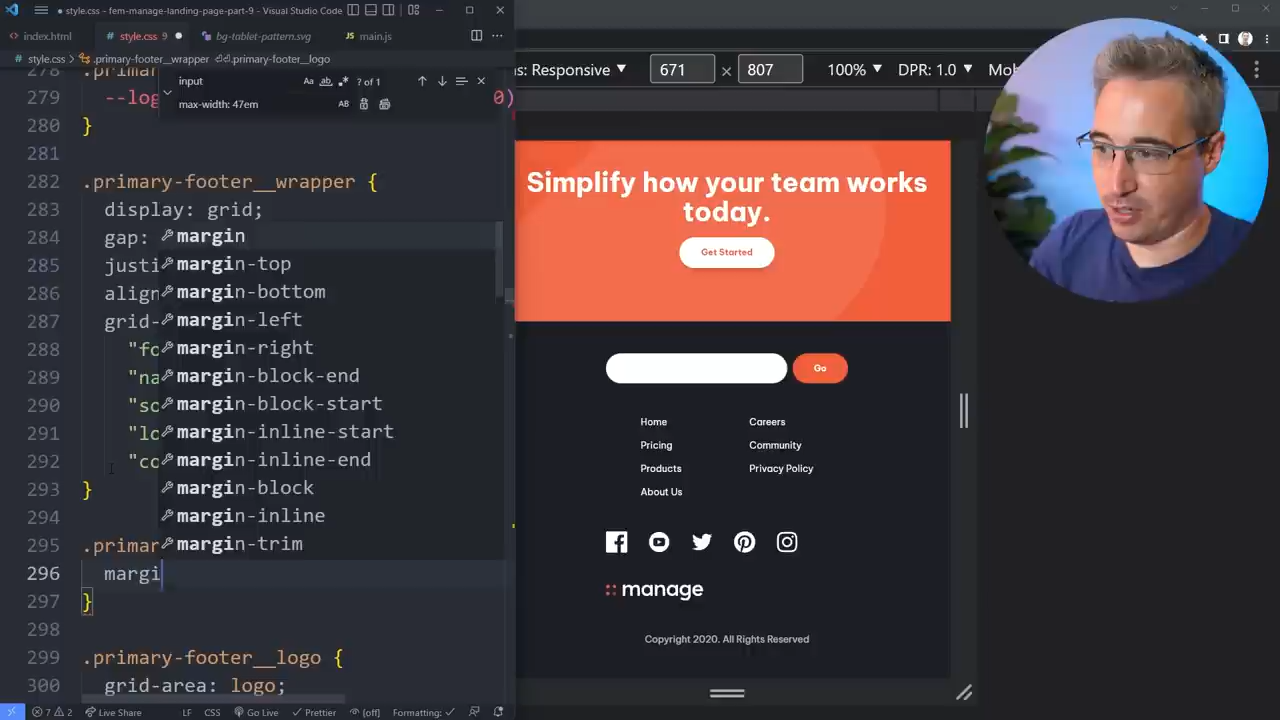 style.css - fem-manage-landing-page-part-9 - Visual Studio Code
index.html
style.css 9
bg-tablet-pattern.svg
main.js
style.css > .primary-footer__wrapper > .primary-footer__logo
278 .primar
279 --log 0)
280 }
281
282 .primary-footer__wrapper {
283 display: grid;
284 gap:
285 justi
286 align
287 grid-
288 "fo
289 "na
290 "so
291 "lo
292 "co
293 }
294
295 .primar
296 margi
297 }
298
299 .primary-footer__logo {
300 grid-area: logo;
input
Aa ab ? of 1
max-width: 47em
AB
margin
margin-top
margin-bottom
margin-left
margin-right
margin-block-end
margin-block-start
margin-inline-start
margin-inline-end
margin-block
margin-inline
margin-trim
7 2 Live Share LF CSS Go Live Prettier {off} Formatting: ✓
s: Responsive 671 × 807 100% DPR: 1.0 Mob
Simplify how your team works
today.
Get Started
Go
Home Careers
Pricing Community
Products Privacy Policy
About Us
manage
Copyright 2020. All Rights Reserved